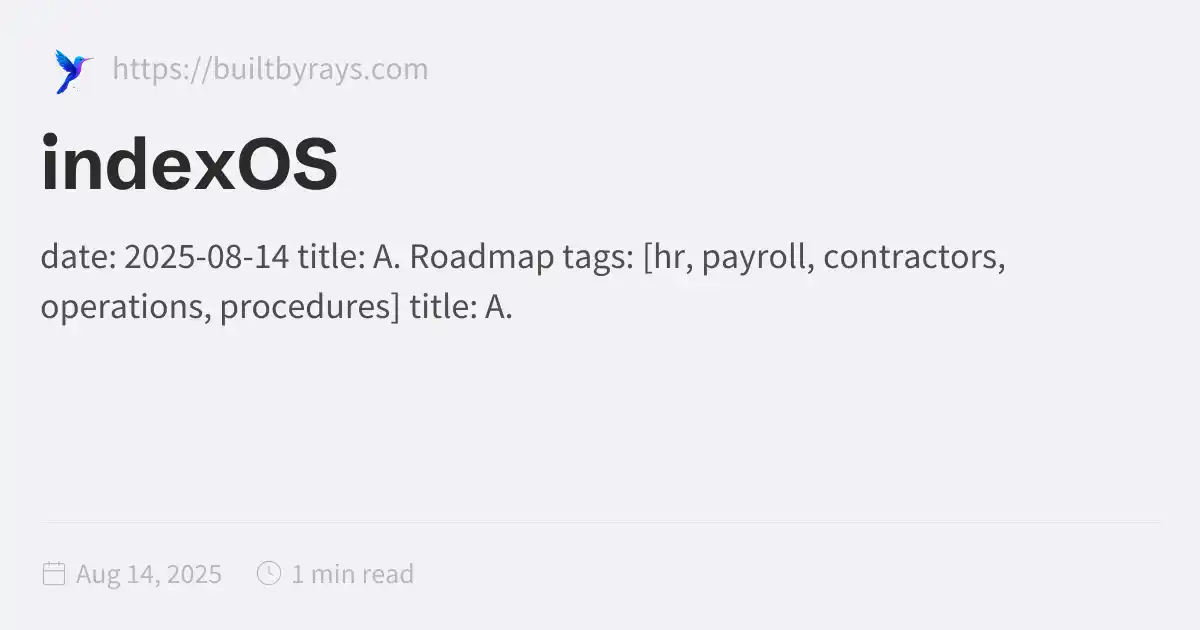 https://builtbyrays.com
indexOS
date: 2025-08-14 title: A. Roadmap tags: [hr, payroll, contractors,
operations, procedures] title: A.
Aug 14, 2025 1 min read